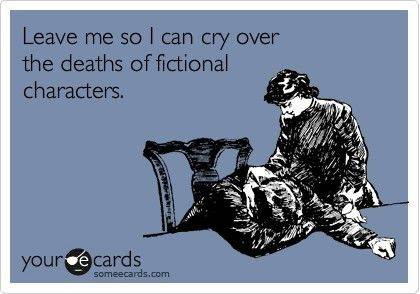 Leave me so I can cry over
the deaths of fictional
characters.
your e cards
someecards.com